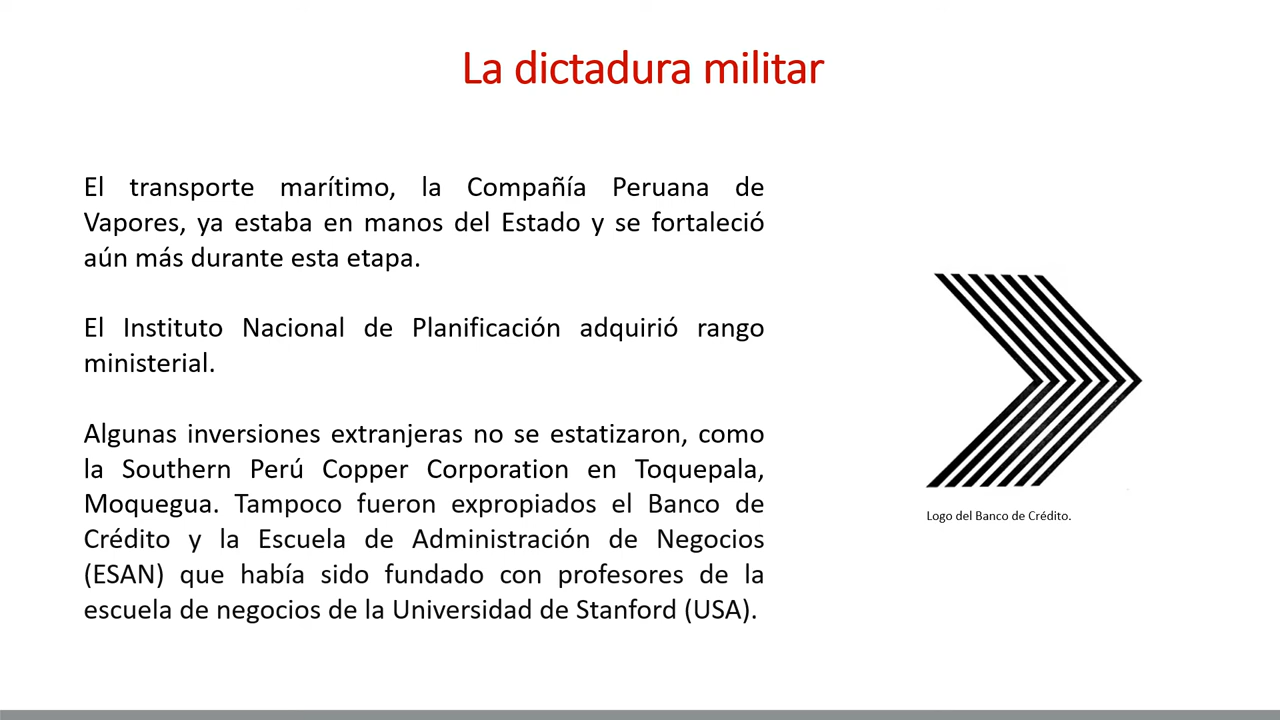 La dictadura militar
El transporte marítimo, la Compañía Peruana de
Vapores, ya estaba en manos del Estado y se fortaleció
aún más durante esta etapa.
El Instituto Nacional de Planificación adquirió rango
ministerial.
Algunas inversiones extranjeras no se estatizaron, como
la Southern Perú Copper Corporation en Toquepala,
Moquegua. Tampoco fueron expropiados el Banco de
Crédito y la Escuela de Administración de Negocios
(ESAN) que había sido fundado con profesores de la
escuela de negocios de la Universidad de Stanford (USA).
Logo del Banco de Crédito.